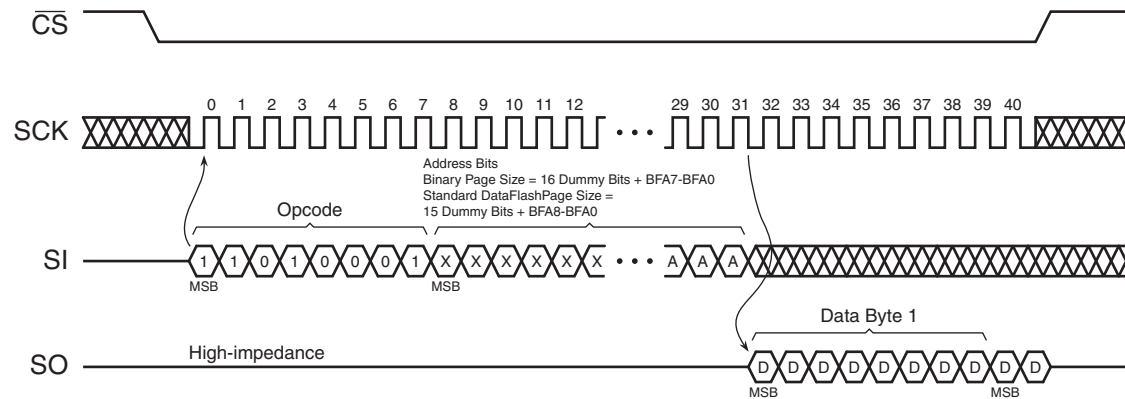 CS
0 1 2 3 4 5 6 7 8 9 10 11 12 29 30 31 32 33 34 35 36 37 38 39 40
SCK
Address Bits
Binary Page Size = 16 Dummy Bits + BFA7-BFA0
Standard DataFlashPage Size =
15 Dummy Bits + BFA8-BFA0
Opcode
SI 1 1 0 1 0 0 0 1 X X X X X X A A A
MSB MSB
Data Byte 1
High-impedance
SO D D D D D D D D D D
MSB MSB